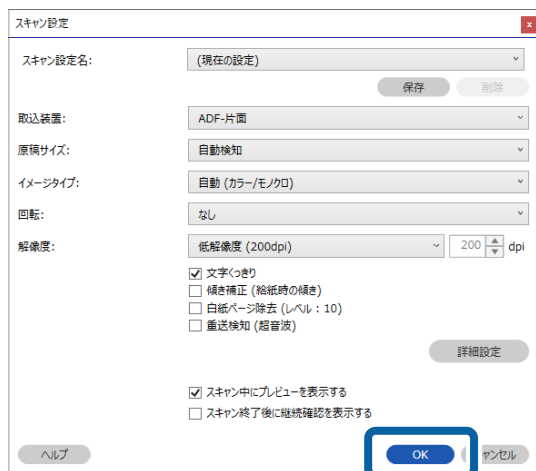 スキャン設定 x
スキャン設定名: (現在の設定)
保存 削除
取込装置: ADF-片面
原稿サイズ: 自動検知
イメージタイプ: 自動 (カラー/モノクロ)
回転: なし
解像度: 低解像度 (200dpi) 200 dpi
文字くっきり
傾き補正 (給紙時の傾き)
白紙ページ除去 (レベル : 10)
重送検知 (超音波)
詳細設定
スキャン中にプレビューを表示する
スキャン終了後に継続確認を表示する
ヘルプ OK ャンセル